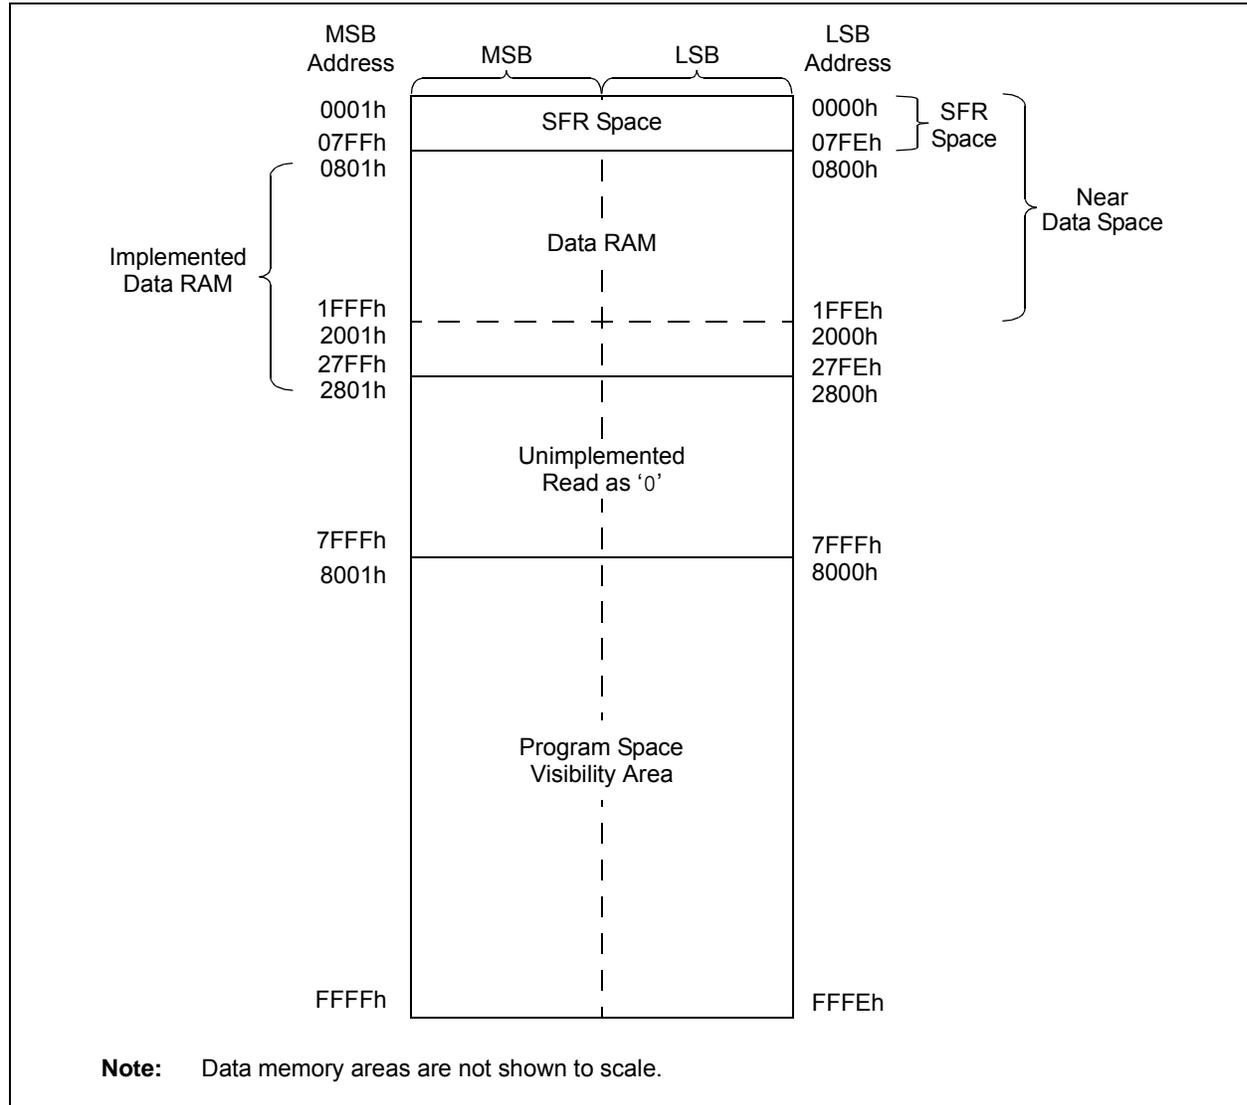 MSB
Address
MSB
LSB
LSB
Address
0001h
SFR Space
0000h
SFR
Space
07FFh
07FEh
0801h
0800h
Near
Data Space
Data RAM
Implemented
Data RAM
1FFFh
1FFEh
2001h
2000h
27FFh
27FEh
2801h
2800h
Unimplemented
Read as ‘0’
7FFFh
7FFFh
8001h
8000h
Program Space
Visibility Area
FFFFh
FFFEh
Note: Data memory areas are not shown to scale.